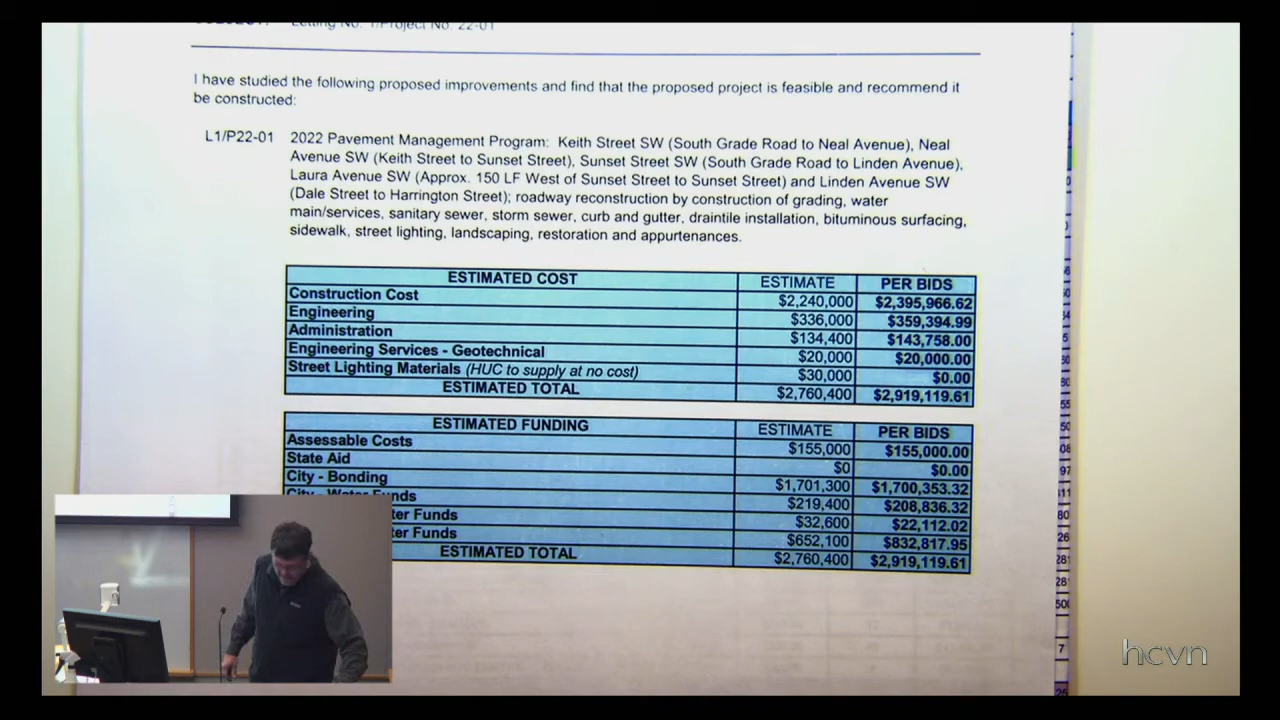 Letting No. 1/Project No. 22-01
I have studied the following proposed improvements and find that the proposed project is feasible and recommend it
be constructed:
L1/P22-01 2022 Pavement Management Program: Keith Street SW (South Grade Road to Neal Avenue), Neal
Avenue SW (Keith Street to Sunset Street), Sunset Street SW (South Grade Road to Linden Avenue),
Laura Avenue SW (Approx. 150 LF West of Sunset Street to Sunset Street) and Linden Avenue SW
(Dale Street to Harrington Street); roadway reconstruction by construction of grading, water
main/services, sanitary sewer, storm sewer, curb and gutter, draintile installation, bituminous surfacing,
sidewalk, street lighting, landscaping, restoration and appurtenances.
ESTIMATED COST ESTIMATE PER BIDS
Construction Cost $2,240,000 $2,395,966.62
Engineering $336,000 $359,394.99
Administration $134,400 $143,758.00
Engineering Services - Geotechnical $20,000 $20,000.00
Street Lighting Materials (HUC to supply at no cost) $30,000 $0.00
ESTIMATED TOTAL $2,760,400 $2,919,119.61
ESTIMATED FUNDING ESTIMATE PER BIDS
Assessable Costs $155,000 $155,000.00
State Aid $0 $0.00
City - Bonding $1,701,300 $1,700,353.32
City - Water Funds $219,400 $208,836.32
ter Funds $32,600 $22,112.02
ter Funds $652,100 $832,817.95
ESTIMATED TOTAL $2,760,400 $2,919,119.61
hcvn